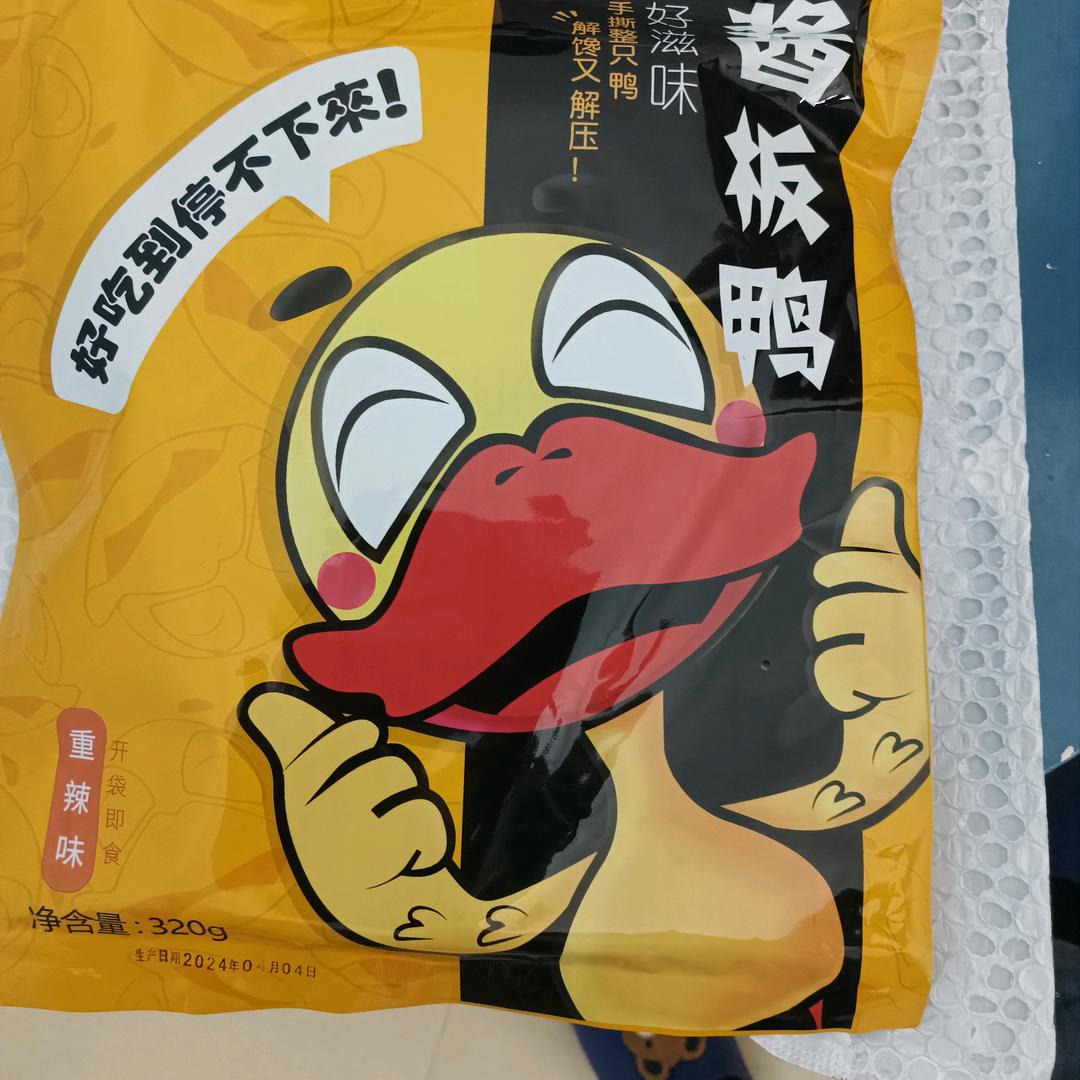 酱板鸭
好滋味
手撕整只鸭
解馋又解压！
好吃到停不下來!
重辣味
开袋即食
净含量:320g
生产日期2024年0 月04日